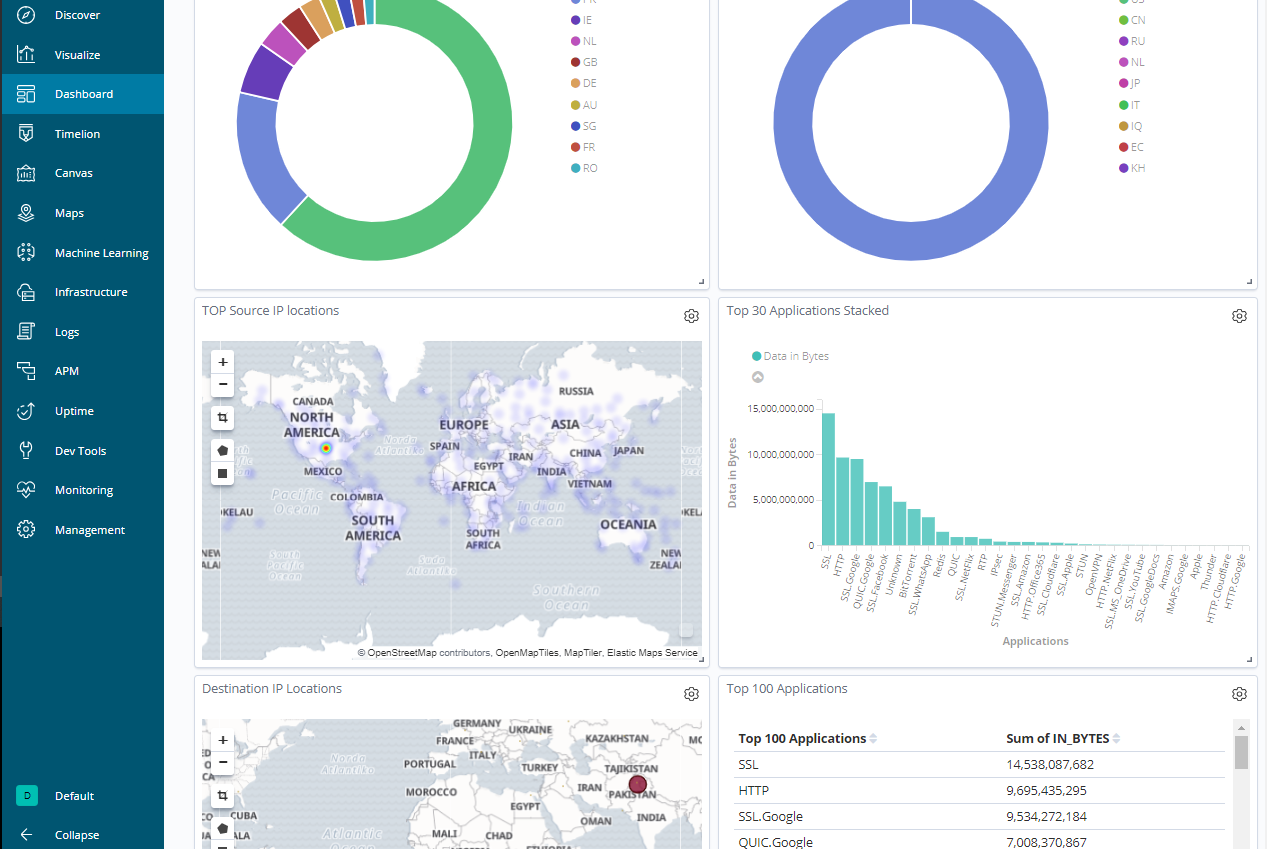 Discover
Visualize
Dashboard
Timelion
Canvas
Maps
Machine Learning
Infrastructure
Logs
APM
Uptime
Dev Tools
Monitoring
Management
D Default
Collapse
IE
NL
GB
DE
AU
SG
FR
RO
CN
RU
NL
JP
IT
IQ
EC
KH
TOP Source IP locations
+
−
CANADA
NORTH
AMERICA
MEXICO
COLOMBIA
SOUTH
AMERICA
RUSSIA
EUROPE
ASIA
SPAIN
IRAN
CHINA
JAPAN
EGYPT
INDIA
AFRICA
VIETNAM
SOUTH
AFRICA
OCEANIA
Norda
Atlantiko
Pacific
Ocean
Indian
Ocean
South
Pacific
Ocean
Suda
Atlantiko
Southern
Ocean
© OpenStreetMap contributors, OpenMapTiles, MapTiler, Elastic Maps Service
Top 30 Applications Stacked
Data in Bytes
15,000,000,000
10,000,000,000
5,000,000,000
0
Data in Bytes
SSL
HTTP
SSL.Google
QUIC.Google
SSL.Facebook
Unknown
BitTorrent
SSL.WhatsApp
Redis
QUIC
SSL.NetFlix
RTP
IPsec
STUN.Messenger
SSL.Amazon
HTTP.Office365
SSL.Cloudflare
SSL.Apple
STUN
OpenVPN
HTTP.NetFlix
SSL.MS_OneDrive
SSL.YouTube
SSL.GoogleDocs
Amazon
IMAPS.Google
Apple
Thunder
HTTP.Cloudflare
HTTP.Google
Applications
Destination IP Locations
+
−
GERMANY
UKRAINE
FRANCE
KAZAKHSTAN
ITALY
PORTUGAL
TURKEY
TAJIKISTAN
IRAN
PAKISTAN
MOROCCO
EGYPT
INDIA
OMAN
CUBA
MALI
CHAD
Norda
Atlantiko
Atlantic
Top 100 Applications
Top 100 Applications Sum of IN_BYTES
SSL 14,538,087,682
HTTP 9,695,435,295
SSL.Google 9,534,272,184
QUIC.Google 7,008,370,867